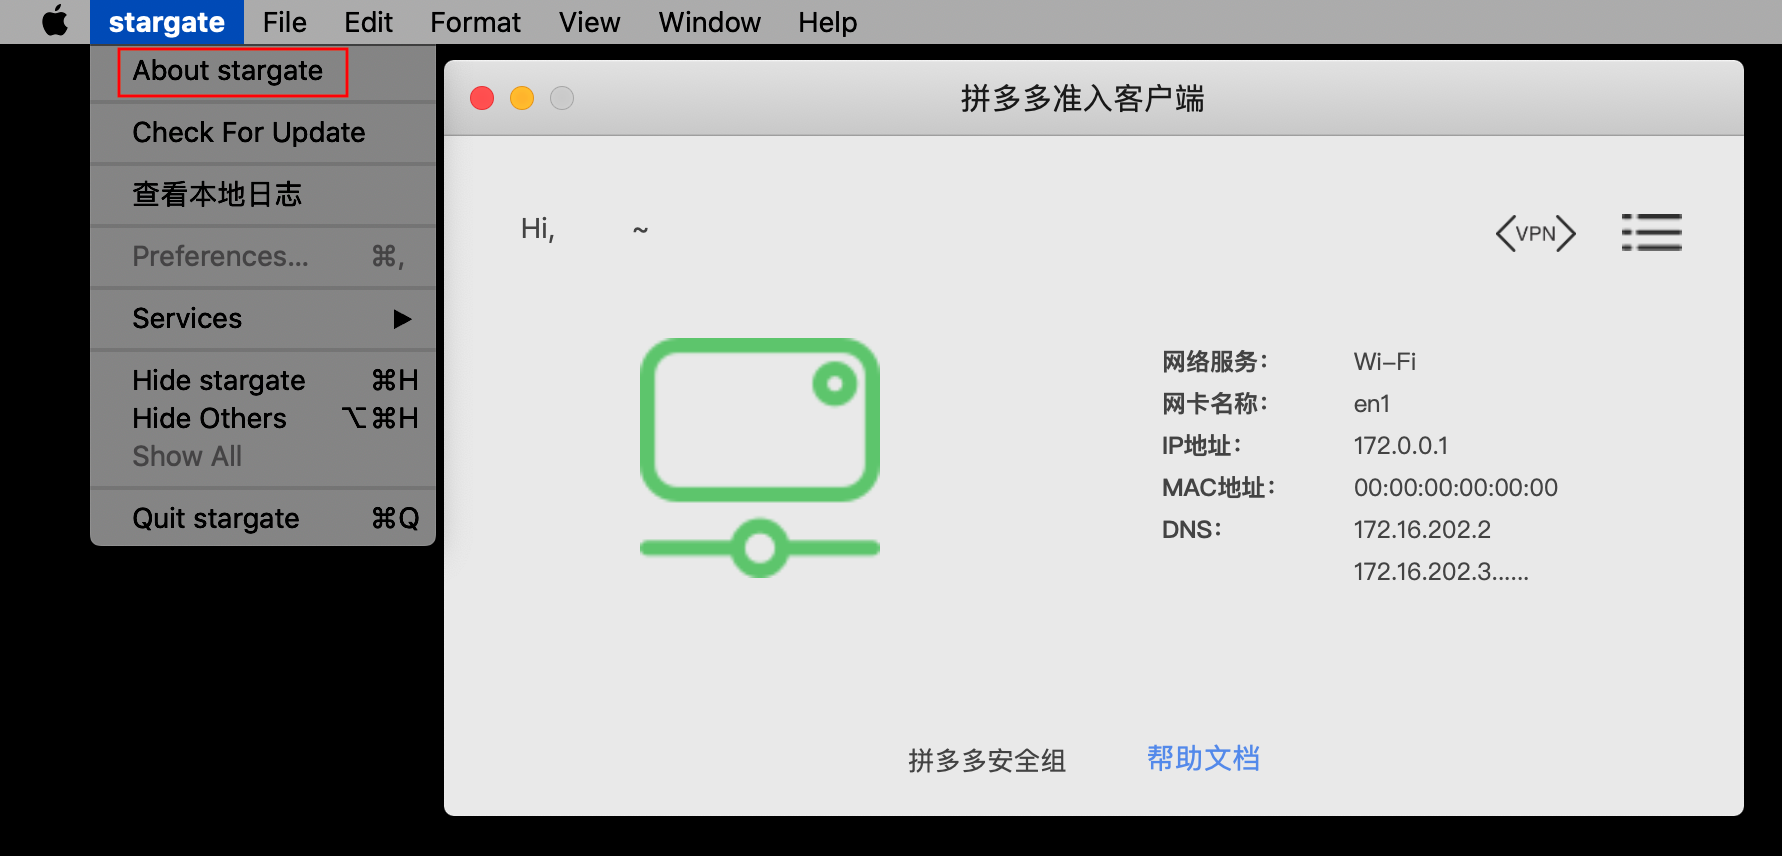 stargate File Edit Format View Window Help
About stargate
Check For Update
查看本地日志
Preferences... ⌘,
Services ▶
Hide stargate ⌘H
Hide Others ⌥⌘H
Show All
Quit stargate ⌘Q
拼多多准入客户端
Hi, ~
VPN
网络服务： Wi-Fi
网卡名称： en1
IP地址： 172.0.0.1
MAC地址： 00:00:00:00:00:00
DNS： 172.16.202.2
172.16.202.3......
拼多多安全组 帮助文档